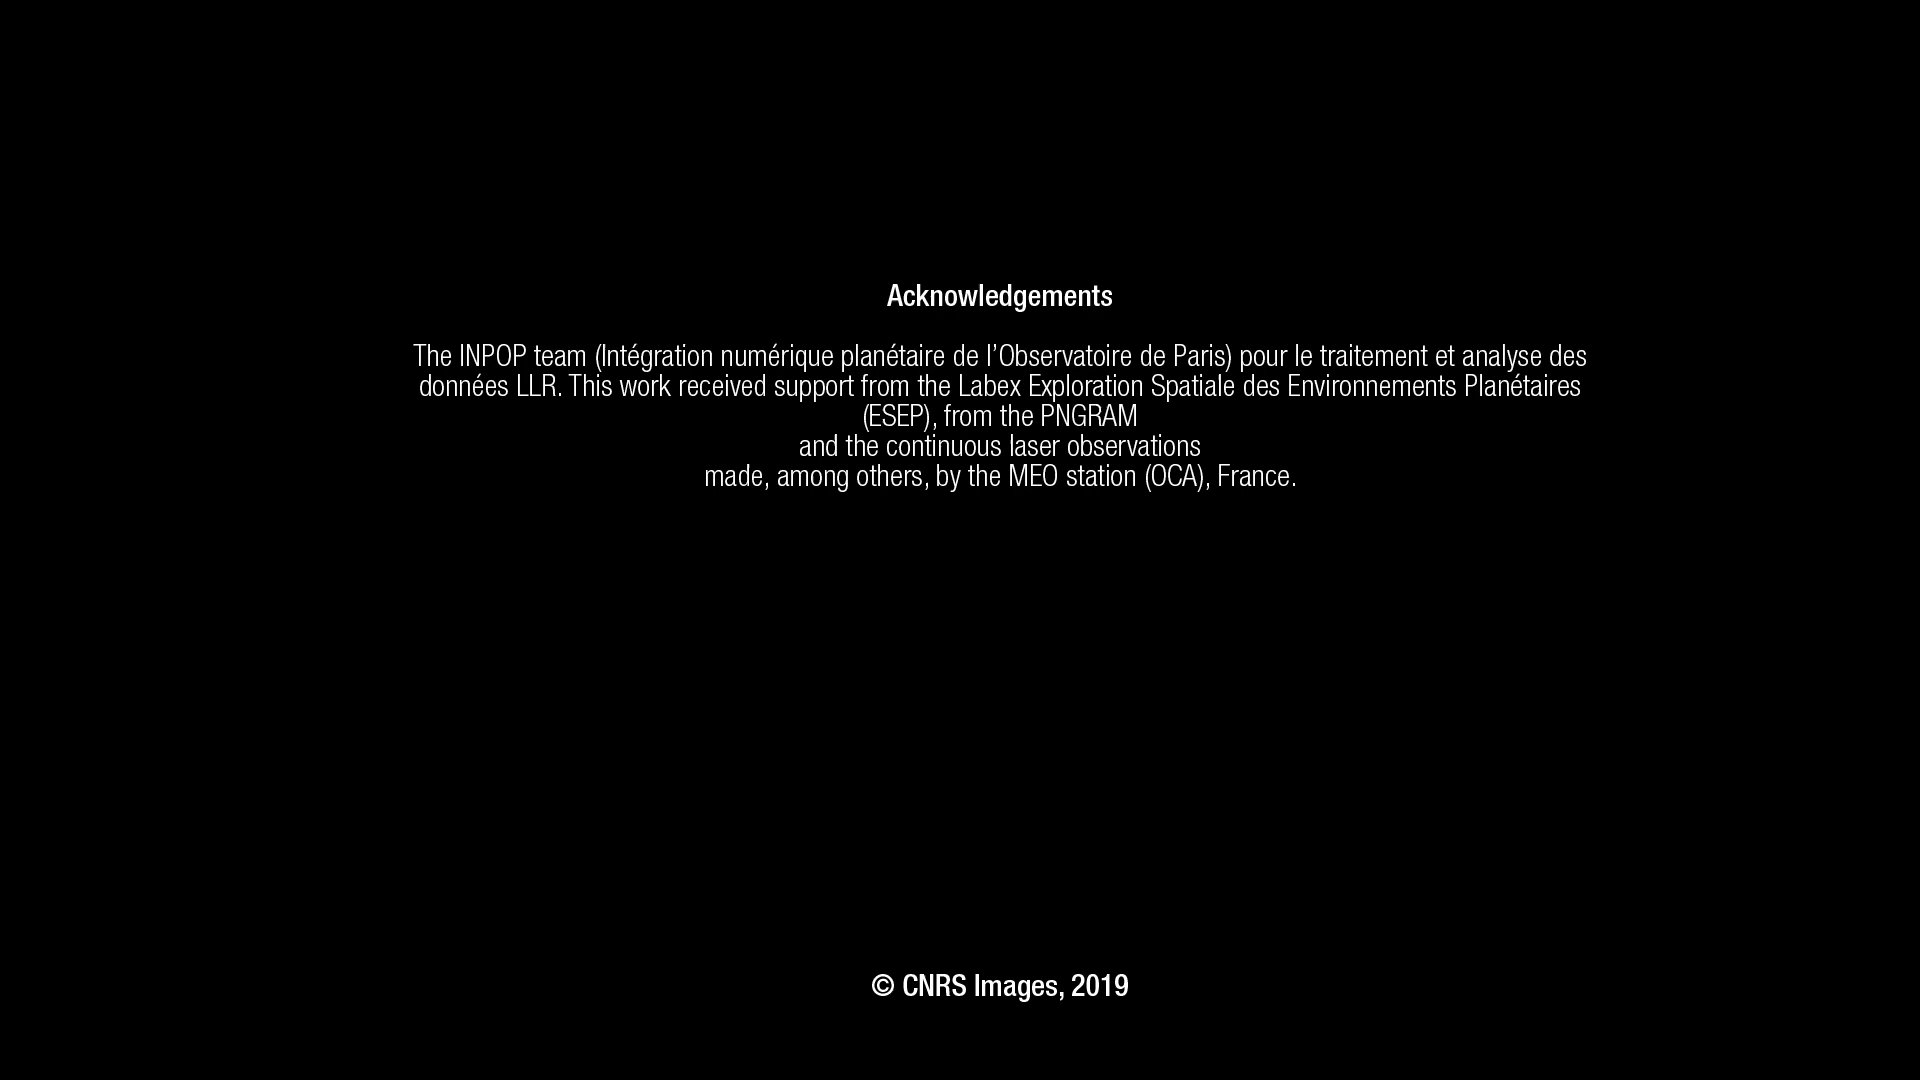 Acknowledgements
The INPOP team (Intégration numérique planétaire de l’Observatoire de Paris) pour le traitement et analyse des
données LLR. This work received support from the Labex Exploration Spatiale des Environnements Planétaires
(ESEP), from the PNGRAM
and the continuous laser observations
made, among others, by the MEO station (OCA), France.
© CNRS Images, 2019